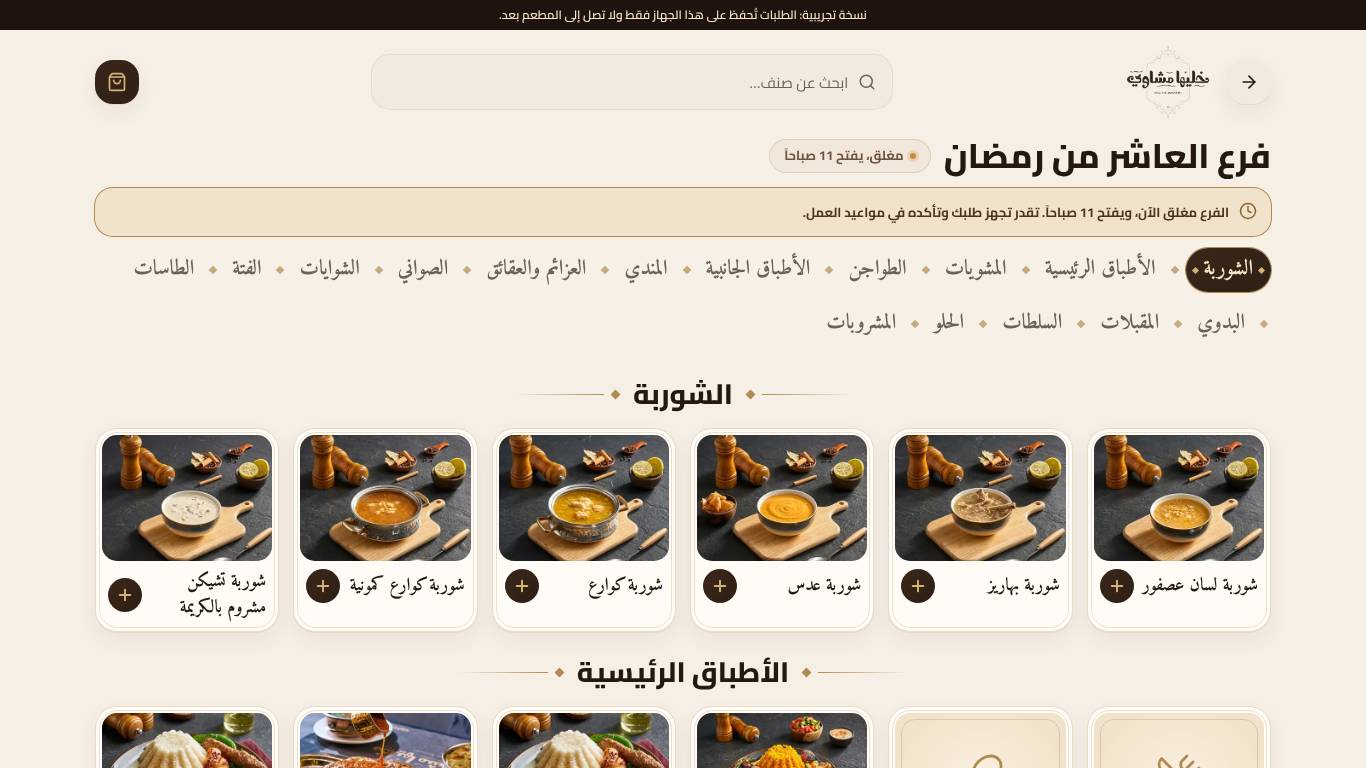 نسخة تجريبية: الطلبات تُحفظ على هذا الجهاز فقط ولا تصل إلى المطعم بعد.
خليها مشاوي
ابحث عن صنف...
فرع العاشر من رمضان
مغلق، يفتح 11 صباحاً
الفرع مغلق الآن، ويفتح 11 صباحاً. تقدر تجهز طلبك وتأكده في مواعيد العمل.
الشوربة الأطباق الرئيسية المشويات الطواجن الأطباق الجانبية المندي العزائم والعقائق الصواني الشوايات الفتة الطاسات
البدوي المقبلات السلطات الحلو المشروبات
الشوربة
شوربة لسان عصفور
شوربة بهاريز
شوربة عدس
شوربة كوارع
شوربة كوارع كمونية
شوربة تشيكن
مشروم بالكريمة
الأطباق الرئيسية